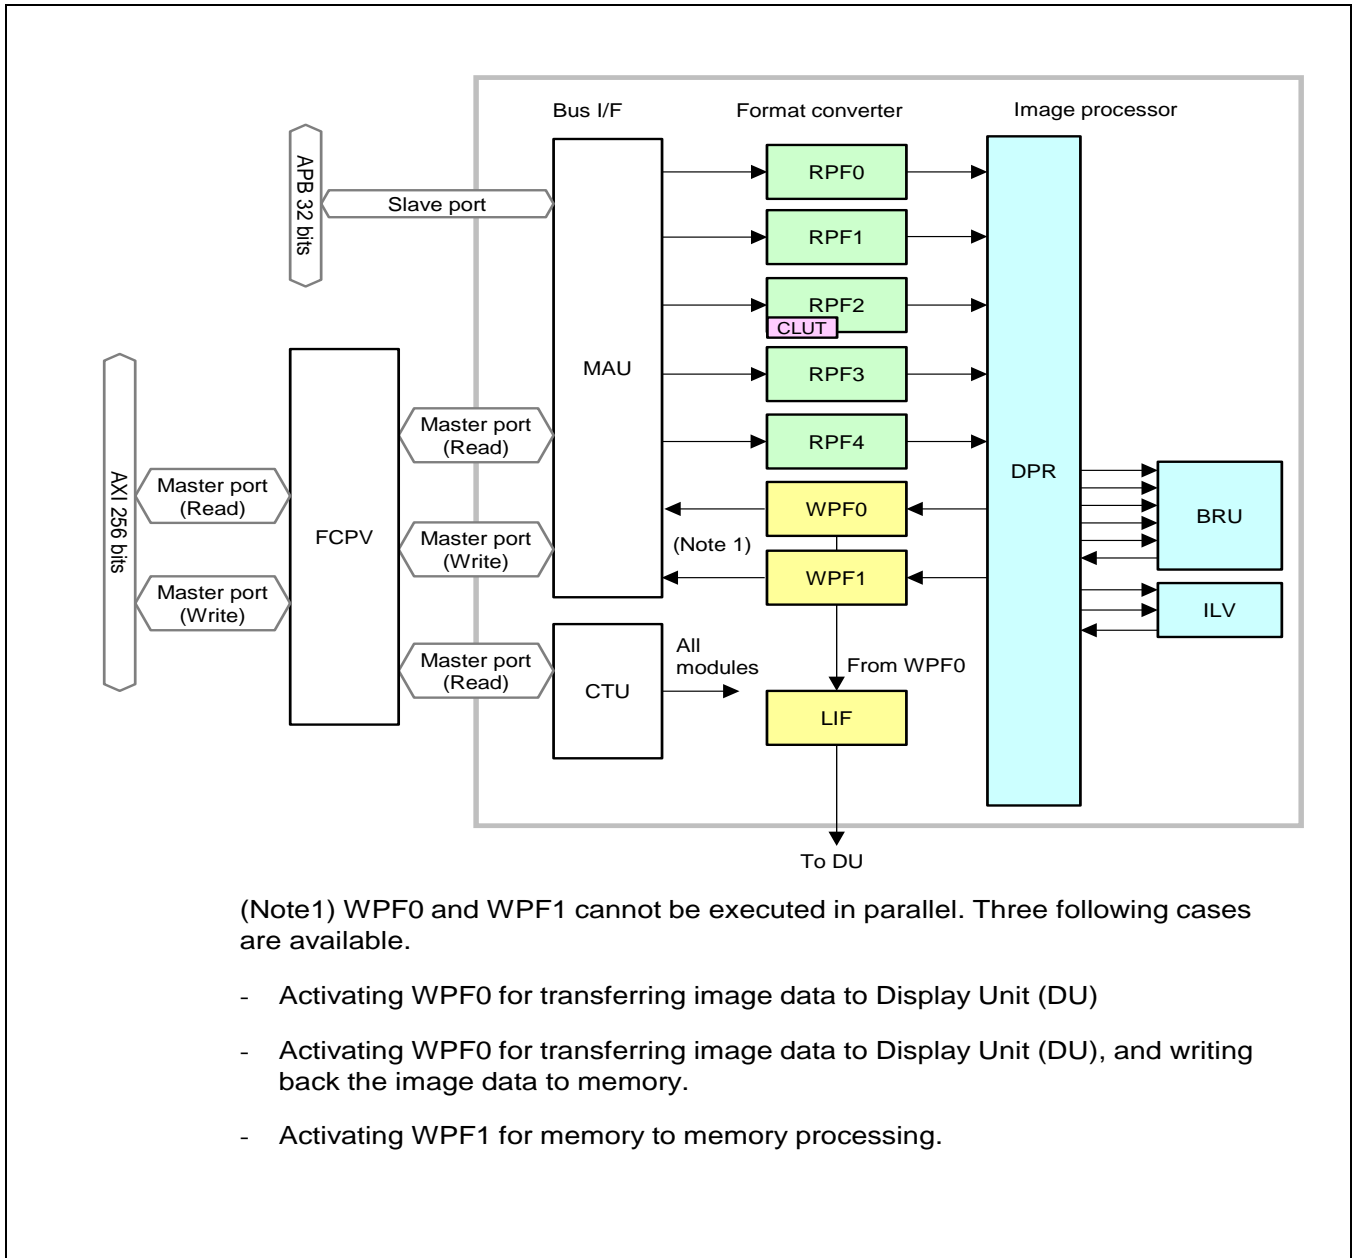 Bus I/F
Format converter
Image processor
APB 32 bits
Slave port
MAU
RPF0
RPF1
RPF2
CLUT
RPF3
RPF4
WPF0
(Note 1)
WPF1
DPR
BRU
ILV
AXI 256 bits
Master port
(Read)
Master port
(Write)
FCPV
Master port
(Read)
Master port
(Write)
Master port
(Read)
CTU
All
modules
From WPF0
LIF
To DU
(Note1) WPF0 and WPF1 cannot be executed in parallel. Three following cases
are available.
- Activating WPF0 for transferring image data to Display Unit (DU)
- Activating WPF0 for transferring image data to Display Unit (DU), and writing
back the image data to memory.
- Activating WPF1 for memory to memory processing.